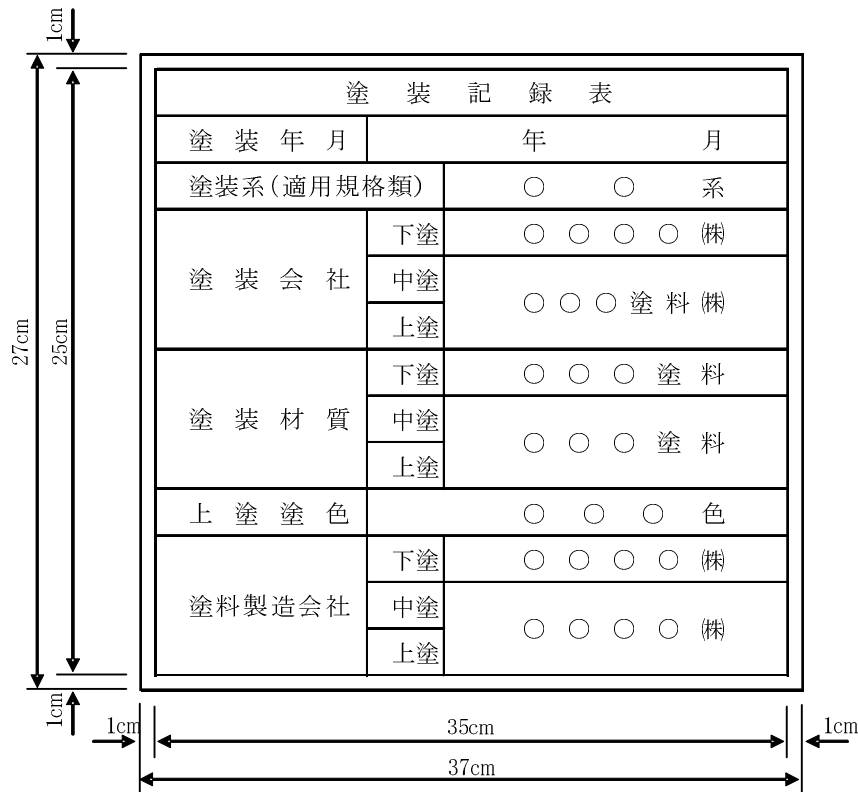 1cm
塗装記録表
塗装年月 年 月
塗装系(適用規格類) ○ ○ 系
塗装会社 下塗 ○○○○㈱
中塗 ○○○塗料㈱
上塗
塗装材質 下塗 ○○○塗料
中塗 ○○○塗料
上塗
上塗塗色 ○○○色
塗料製造会社 下塗 ○○○○㈱
中塗 ○○○○㈱
上塗
27cm
25cm
1cm
1cm 35cm 1cm
37cm